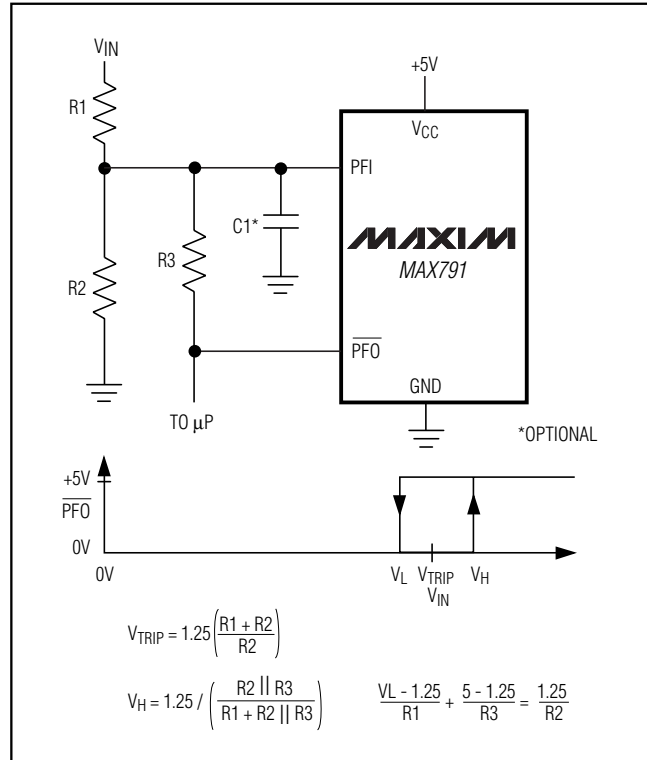 VIN
R1
+5V
VCC
PFI
C1*
R3
MAXIM
MAX791
R2
PFO
GND
TO μP
*OPTIONAL
+5V
PFO
0V
0V
VL
VTRIP
VH
VIN
VTRIP = 1.25(R1 + R2 / R2)
VH = 1.25 / (R2 || R3 / R1 + R2 || R3)
VL - 1.25 / R1 + 5 - 1.25 / R3 = 1.25 / R2